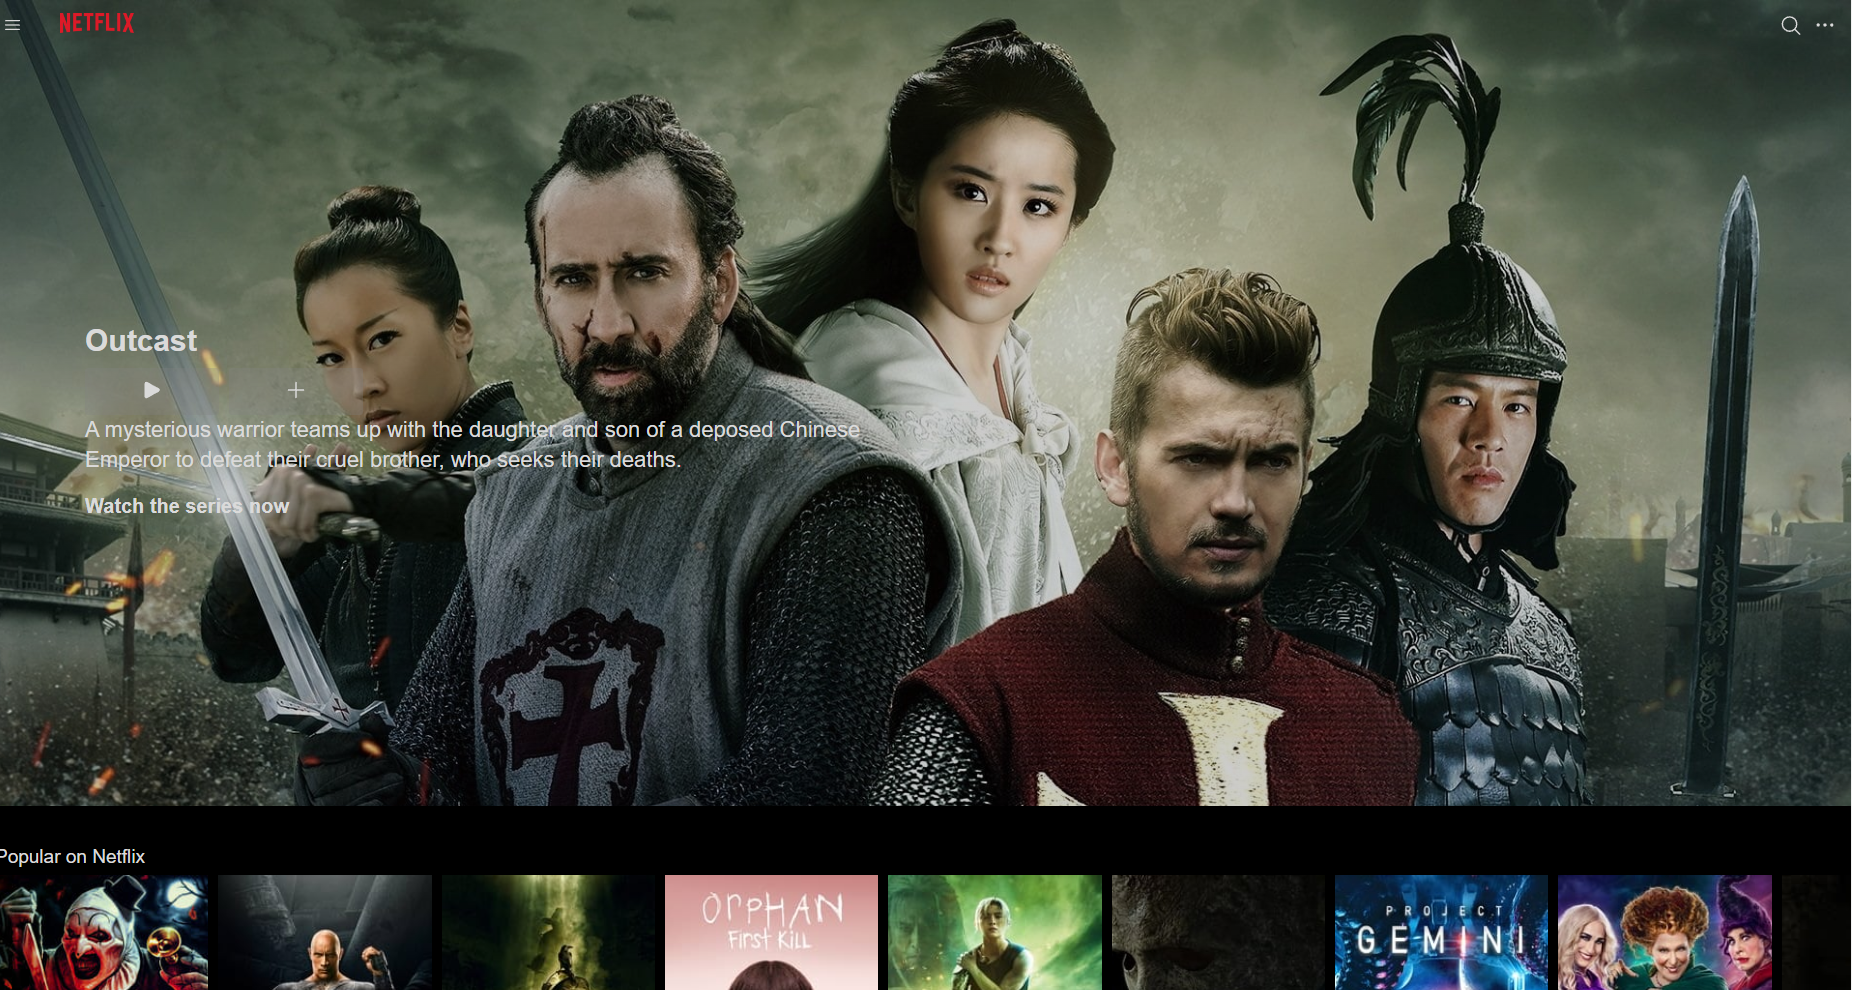 NETFLIX
Outcast
A mysterious warrior teams up with the daughter and son of a deposed Chinese
Emperor to defeat their cruel brother, who seeks their deaths.
Watch the series now
Popular on Netflix
ORPHAN
First Kill
PROJECT
GEMINI